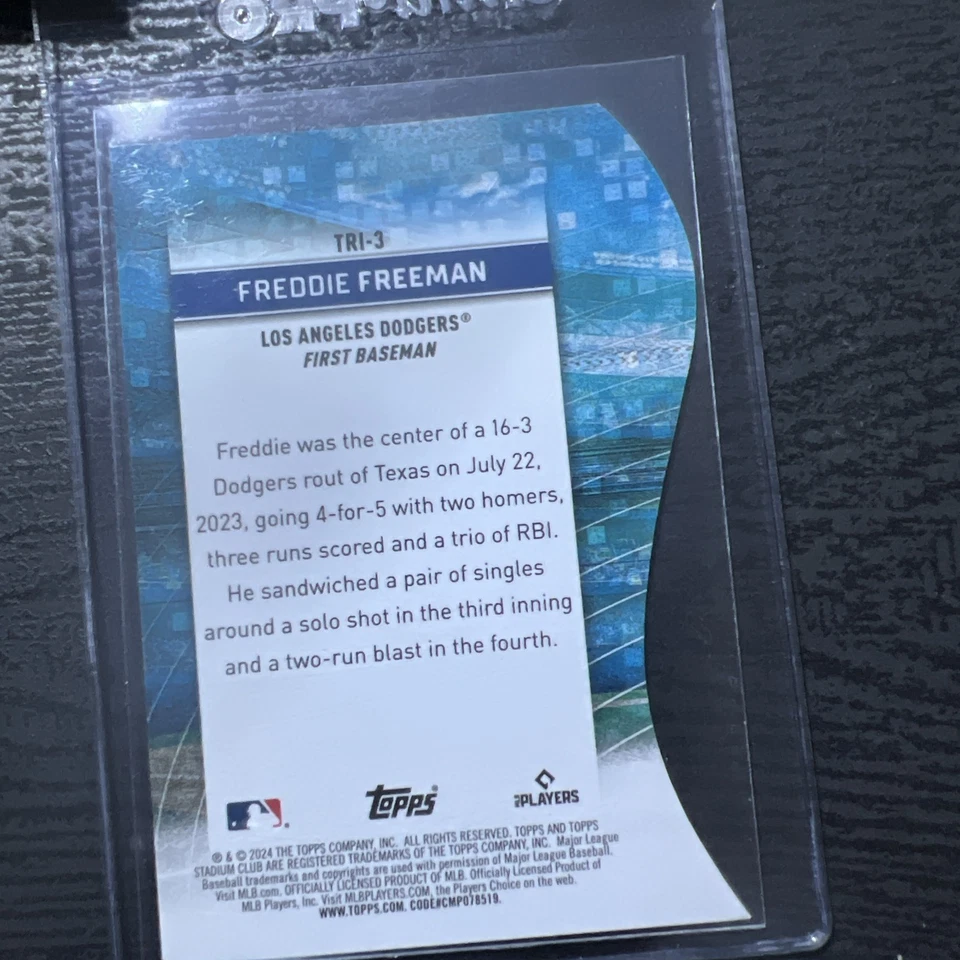 TRI-3
FREDDIE FREEMAN
LOS ANGELES DODGERS®
FIRST BASEMAN
Freddie was the center of a 16-3
Dodgers rout of Texas on July 22,
2023, going 4-for-5 with two homers,
three runs scored and a trio of RBI.
He sandwiched a pair of singles
around a solo shot in the third inning
and a two-run blast in the fourth.
topps®
MLB PLAYERS
® & © 2024 THE TOPPS COMPANY, INC. ALL RIGHTS RESERVED. TOPPS AND TOPPS
STADIUM CLUB ARE REGISTERED TRADEMARKS OF THE TOPPS COMPANY, INC. Major League
Baseball trademarks and copyrights are used with permission of Major League Baseball.
Visit MLB.com. OFFICIALLY LICENSED PRODUCT OF MLB. Officially Licensed Product of
MLB Players, Inc. Visit MLBPLAYERS.COM, the Players Choice on the web.
WWW.TOPPS.COM. CODE#CMP078519.